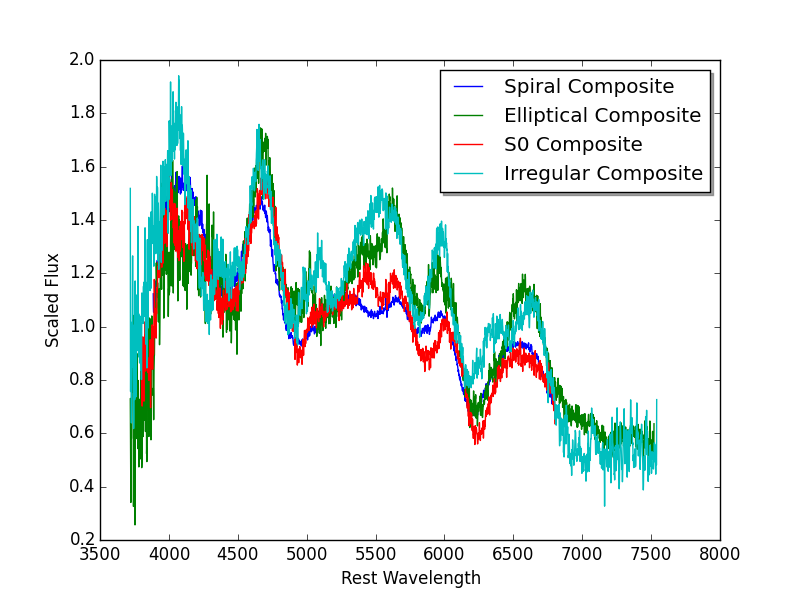 Spiral Composite
Elliptical Composite
S0 Composite
Irregular Composite
2.0
1.8
1.6
1.4
1.2
1.0
0.8
0.6
0.4
0.2
Scaled Flux
3500 4000 4500 5000 5500 6000 6500 7000 7500 8000
Rest Wavelength